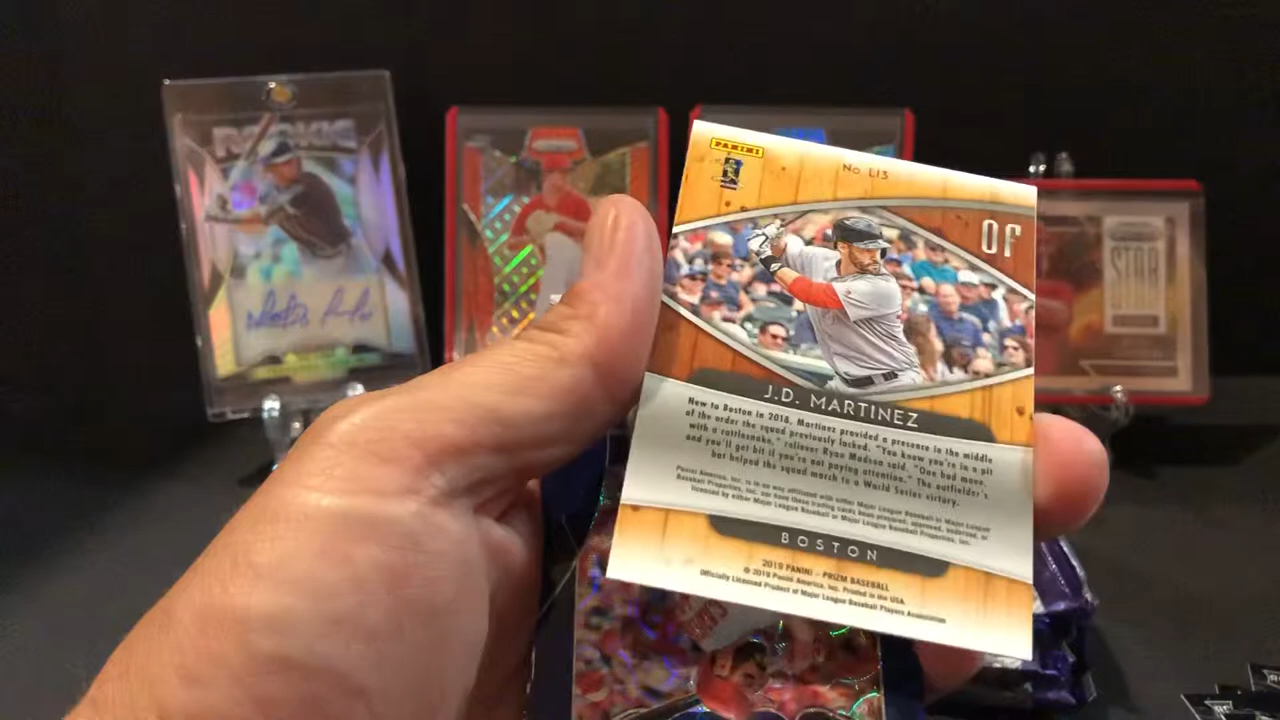 ROOKIE
PANINI
No. L13
OF
STAR
J.D. MARTINEZ
New to Boston in 2018, Martinez provided a presence in the middle
of the order the squad previously lacked. "You know you're in a pit
with a rattlesnake," reliever Ryan Madson said. "One bad move,
and you'll get bit if you're not paying attention." The outfielder's
bat helped the squad march to a World Series victory.
Panini America, Inc. is in no way affiliated with either Major League Baseball or Major League
Baseball Properties, Inc. nor have these trading cards been prepared, approved, endorsed, or
licensed by either Major League Baseball or Major League Baseball Properties, Inc.
BOSTON
2019 PANINI – PRIZM BASEBALL
© 2019 Panini America, Inc. Printed in the USA.
Officially Licensed Product of Major League Baseball Players Association